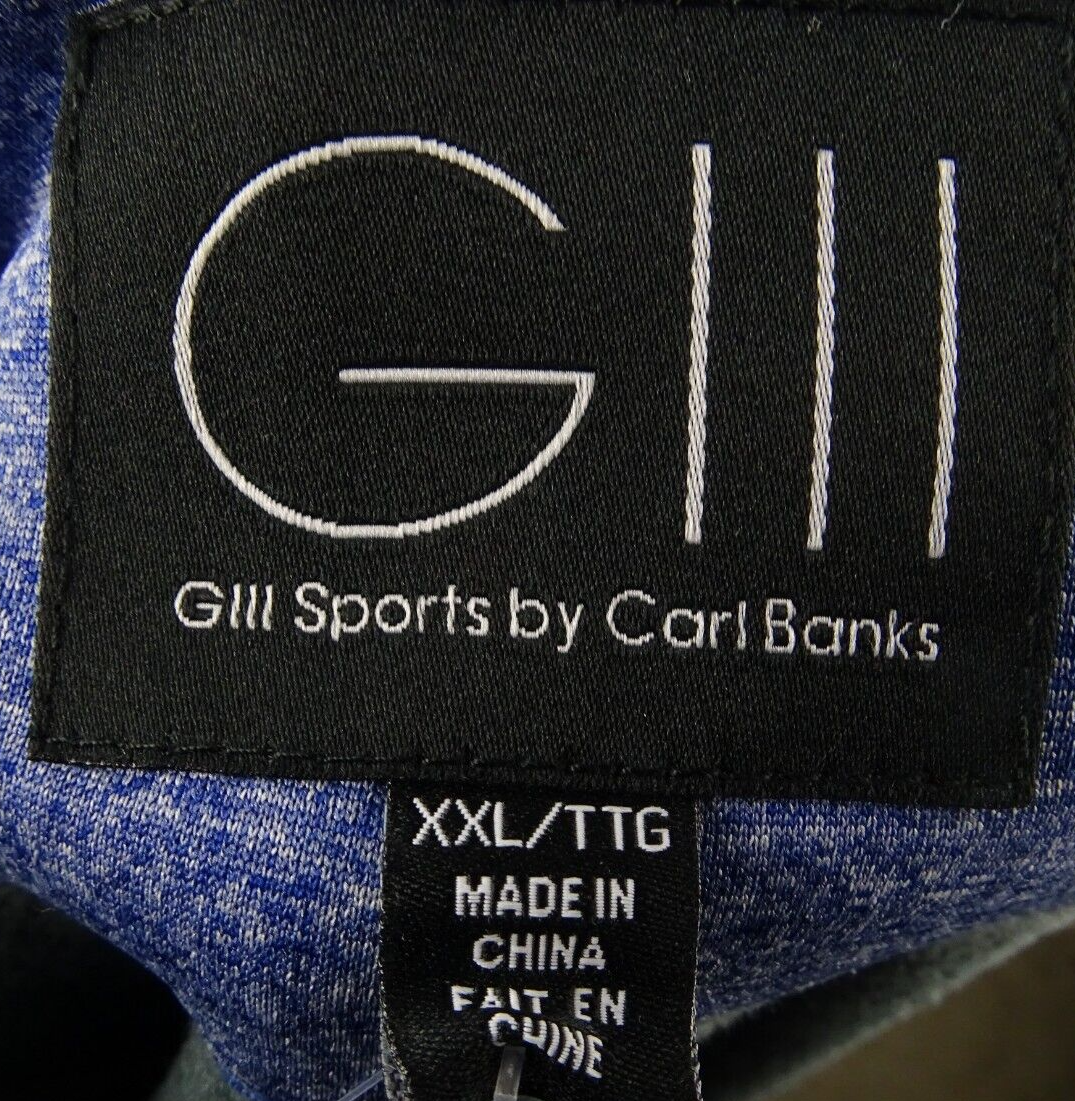 GIII
GIII Sports by Carl Banks
XXL/TTG
MADE IN
CHINA
FAIT EN
CHINE